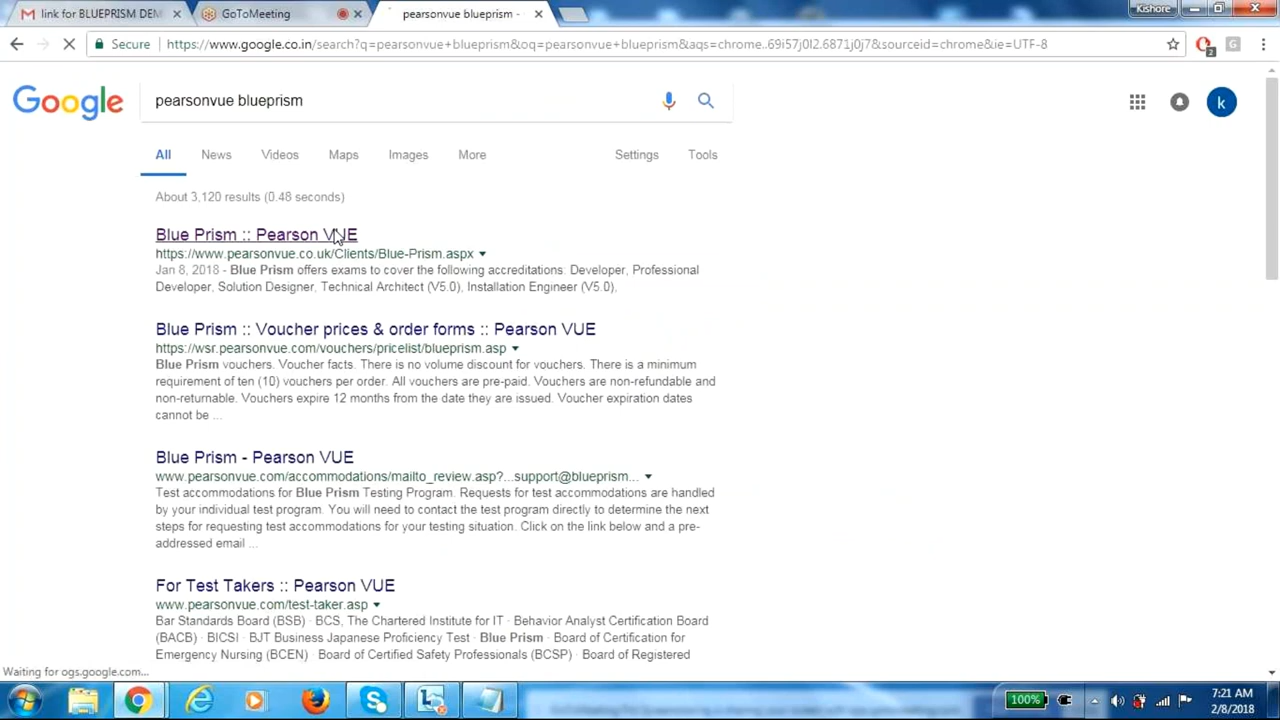 link for BLUEPRISM DEM
GoToMeeting
pearsonvue blueprism -
Kishore
Secure
https://www.google.co.in/search?q=pearsonvue+blueprism&oq=pearsonvue+blueprism&aqs=chrome..69i57j0l2.6871j0j7&sourceid=chrome&ie=UTF-8
2
G
Google
pearsonvue blueprism
k
All
News
Videos
Maps
Images
More
Settings
Tools
About 3,120 results (0.48 seconds)
Blue Prism :: Pearson VUE
https://www.pearsonvue.co.uk/Clients/Blue-Prism.aspx
Jan 8, 2018 - Blue Prism offers exams to cover the following accreditations: Developer, Professional
Developer, Solution Designer, Technical Architect (V5.0), Installation Engineer (V5.0),
Blue Prism :: Voucher prices & order forms :: Pearson VUE
https://wsr.pearsonvue.com/vouchers/pricelist/blueprism.asp
Blue Prism vouchers. Voucher facts. There is no volume discount for vouchers. There is a minimum
requirement of ten (10) vouchers per order. All vouchers are pre-paid. Vouchers are non-refundable and
non-returnable. Vouchers expire 12 months from the date they are issued. Voucher expiration dates
cannot be ...
Blue Prism - Pearson VUE
www.pearsonvue.com/accommodations/mailto_review.asp?...support@blueprism...
Test accommodations for Blue Prism Testing Program. Requests for test accommodations are handled
by your individual test program. You will need to contact the test program directly to determine the next
steps for requesting test accommodations for your testing situation. Click on the link below and a pre-
addressed email ...
For Test Takers :: Pearson VUE
www.pearsonvue.com/test-taker.asp
Bar Standards Board (BSB) · BCS, The Chartered Institute for IT · Behavior Analyst Certification Board
(BACB) · BICSI · BJT Business Japanese Proficiency Test · Blue Prism · Board of Certification for
Emergency Nursing (BCEN) · Board of Certified Safety Professionals (BCSP) · Board of Registered
Waiting for ogs.google.com...
100%
7:21 AM
2/8/2018